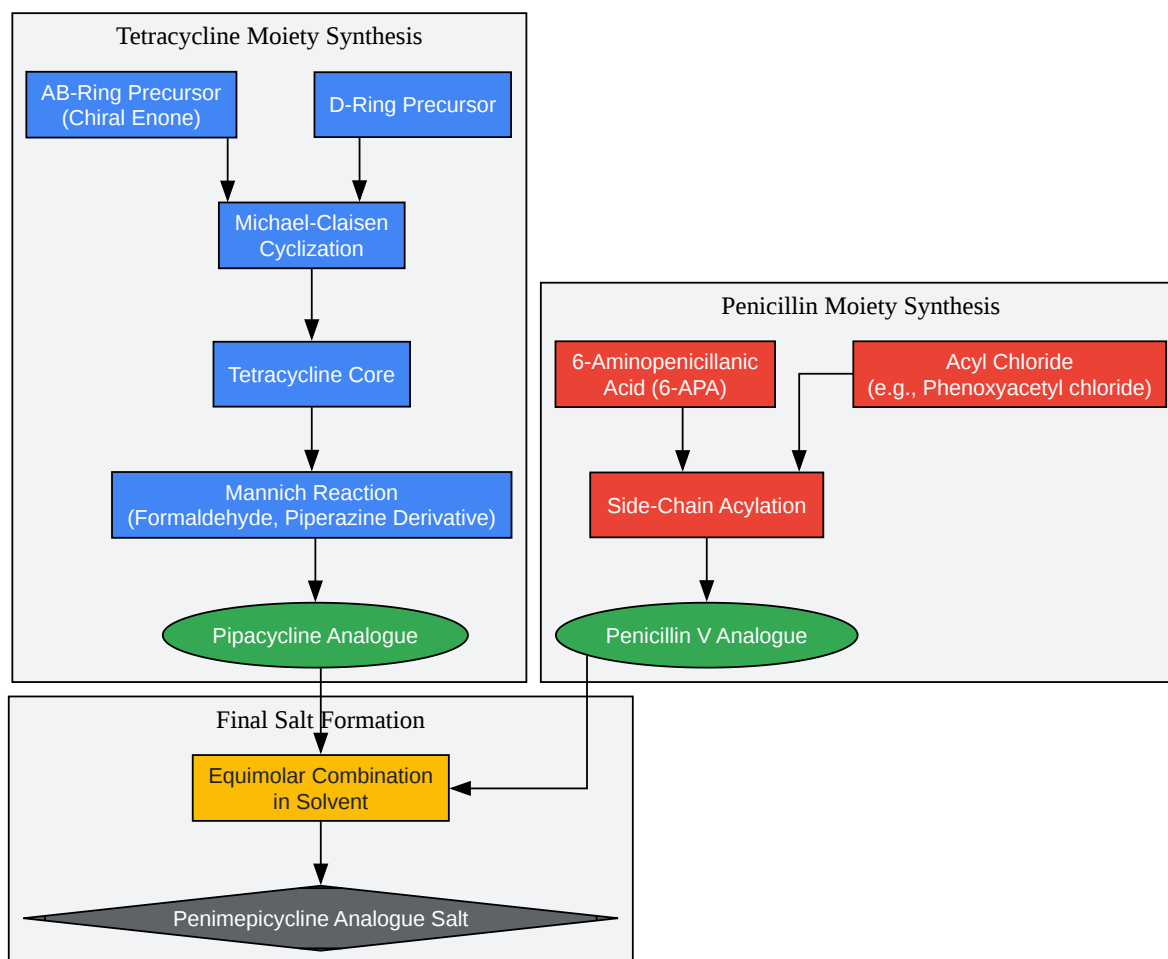 Tetracycline Moiety Synthesis
AB-Ring Precursor
(Chiral Enone)
D-Ring Precursor
Michael-Claisen
Cyclization
Tetracycline Core
Mannich Reaction
(Formaldehyde, Piperazine Derivative)
Pipacycline Analogue
Penicillin Moiety Synthesis
6-Aminopenicillanic
Acid (6-APA)
Acyl Chloride
(e.g., Phenoxyacetyl chloride)
Side-Chain Acylation
Penicillin V Analogue
Final Salt Formation
Equimolar Combination
in Solvent
Penimepicycline Analogue Salt